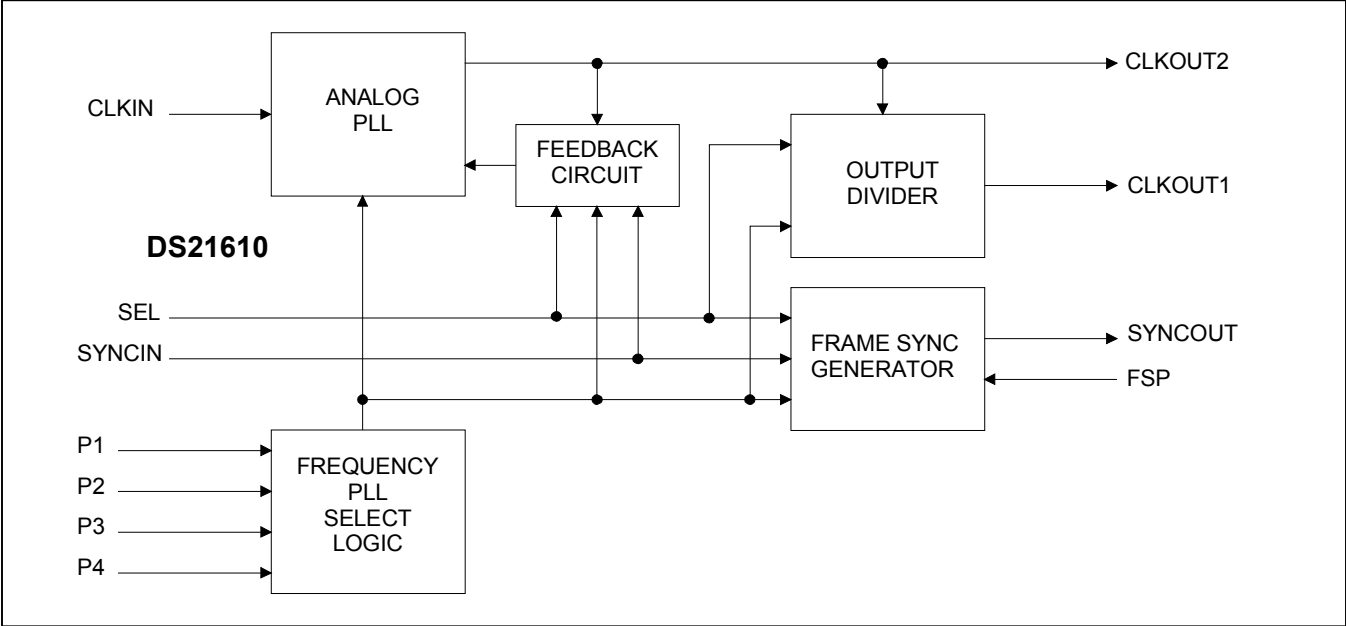 CLKIN
ANALOG
PLL
FEEDBACK
CIRCUIT
OUTPUT
DIVIDER
CLKOUT2
CLKOUT1
DS21610
SEL
SYNCIN
FRAME SYNC
GENERATOR
SYNCOUT
FSP
P1
P2
P3
P4
FREQUENCY
PLL
SELECT
LOGIC